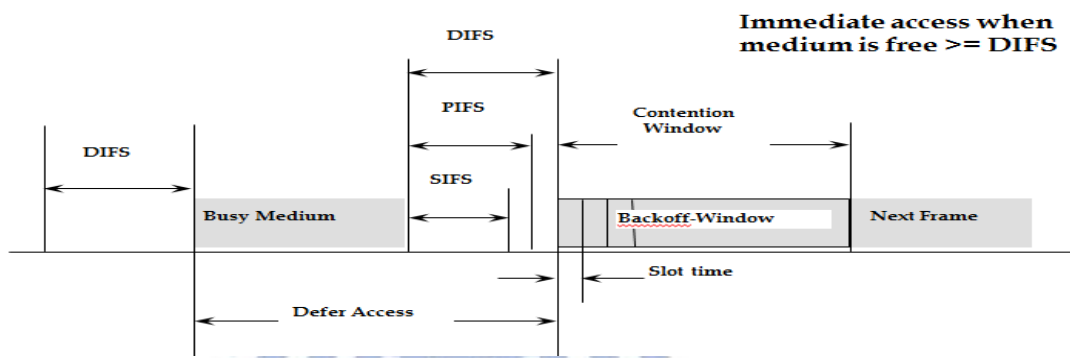 Immediate access when
medium is free >= DIFS
DIFS
PIFS
Contention
Window
DIFS
SIFS
Busy Medium
Backoff-Window
Next Frame
Slot time
Defer Access